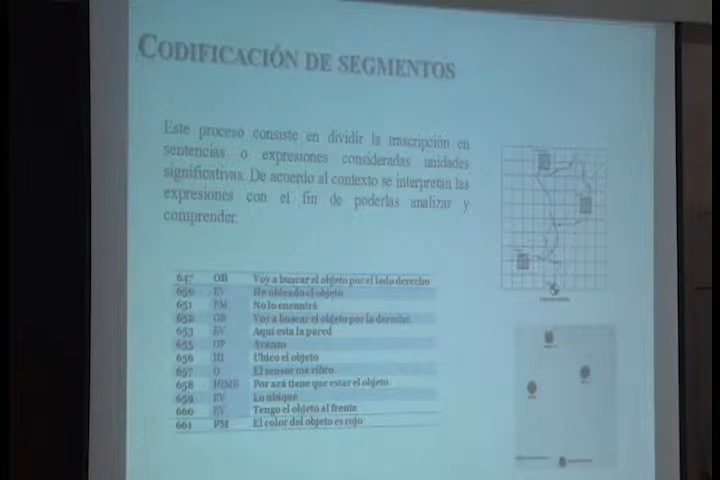 CODIFICACIÓN DE SEGMENTOS
Este proceso consiste en dividir la trascripción en
sentencias o expresiones consideradas unidades
significativas. De acuerdo al contexto se interpretan las
expresiones con el fin de poderlas analizar y
comprender.
647 OB Voy a buscar el objeto por el lado derecho
650 EV He ubicado el objeto
651 PM No lo encontré
652 OB Voy a buscar el objeto por la derecha
653 EV Aquí esta la pared
655 OP Avanzo
656 HI Ubico el objeto
657 O El sensor me vibro
658 HIME Por acá tiene que estar el objeto
659 EV Lo ubique
660 EV Tengo el objeto al frente
661 PM El color del objeto es rojo